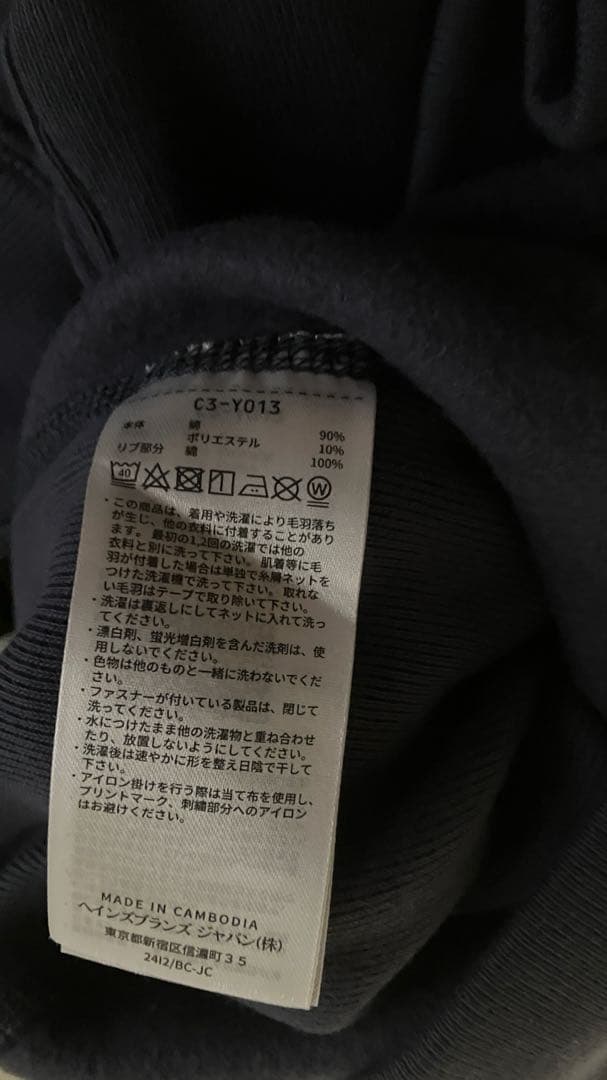 C3-Y013
本体 綿 90%
ポリエステル 10%
リブ部分 綿 100%
40 W
・この商品は、着用や洗濯により毛羽落ち
が生じ、他の衣料に付着することがあり
ます。最初の1,2回の洗濯では他の
衣料と別に洗って下さい。肌着等に毛
羽が付着した場合は単独で糸屑ネットを
つけた洗濯機で洗って下さい。取れな
い毛羽はテープで取り除いて下さい。
・洗濯は裏返しにしてネットに入れて洗っ
てください。
・漂白剤、蛍光増白剤を含んだ洗剤は、使
用しないでください。
・色物は他のものと一緒に洗わないでくだ
さい。
・ファスナーが付いている製品は、閉じて
洗ってください。
・水につけたまま他の洗濯物と重ね合わせ
たり、放置しないようにしてください。
・洗濯後は速やかに形を整え日陰で干して
下さい。
・アイロン掛けを行う際は当て布を使用し、
プリントマーク、刺繍部分へのアイロン
はお避けください。
MADE IN CAMBODIA
ヘインズブランズ ジャパン(株)
東京都新宿区信濃町３５
24I2/BC-JC